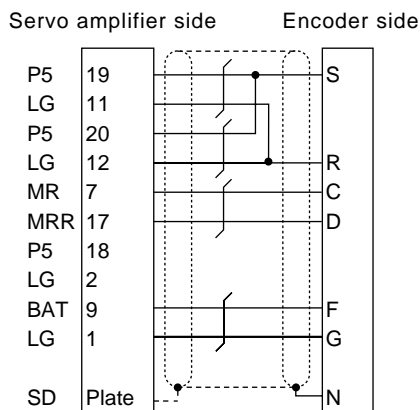 Servo amplifier side Encoder side
P5 19 S
LG 11
P5 20
LG 12 R
MR 7 C
MRR 17 D
P5 18
LG 2
BAT 9 F
LG 1 G
SD Plate N